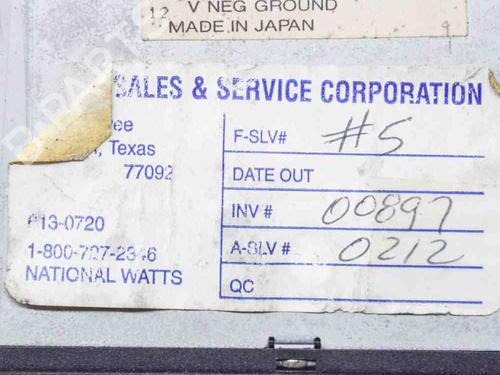 12 V NEG GROUND
MADE IN JAPAN
SALES & SERVICE CORPORATION
Texas
77092
13-0720
1-800-727-2346
NATIONAL WATTS
F-SLV# #5
DATE OUT
INV # 00897
A-SLV # 0212
QC